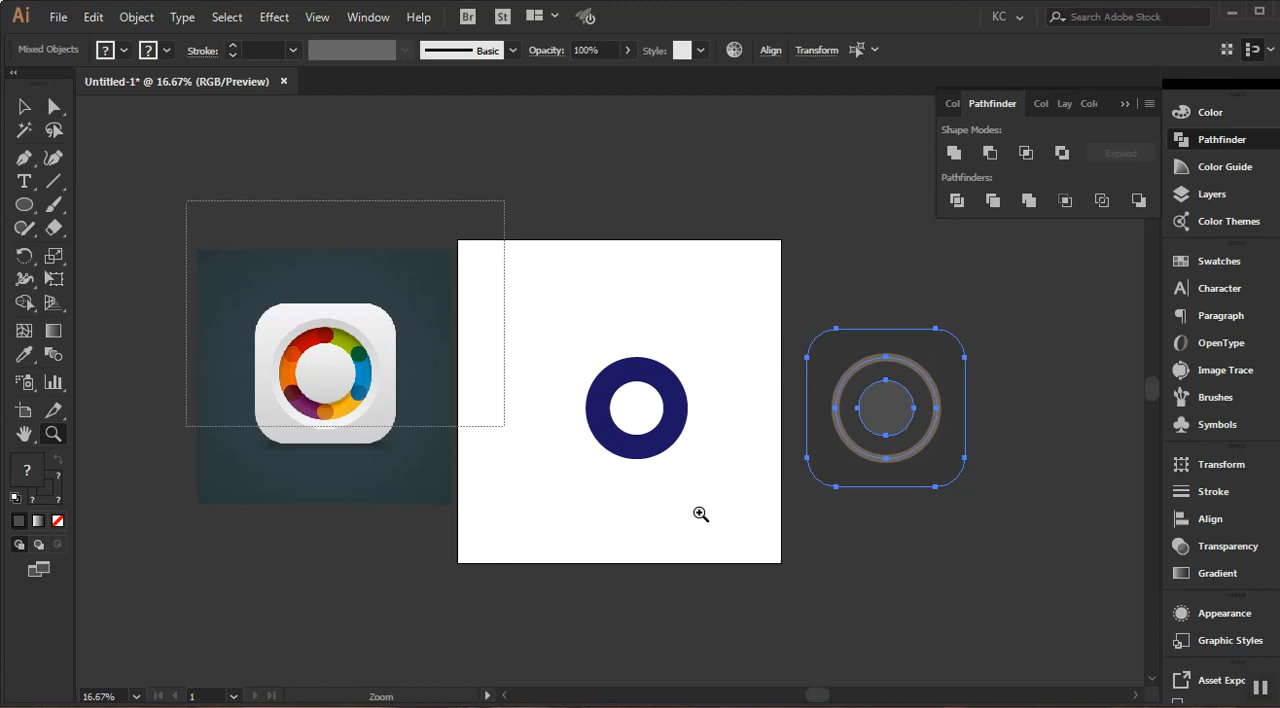 Ai File Edit Object Type Select Effect View Window Help Br St KC Search Adobe Stock
Mixed Objects ? ? Stroke: Basic Opacity: 100% Style: Align Transform
Untitled-1* @ 16.67% (RGB/Preview)
Col Pathfinder Col Lay Colo
Shape Modes:
Expand
Pathfinders:
Color
Pathfinder
Color Guide
Layers
Color Themes
Swatches
Character
Paragraph
OpenType
Image Trace
Brushes
Symbols
Transform
Stroke
Align
Transparency
Gradient
Appearance
Graphic Styles
Asset Expo
T
?
? ?
?
16.67% 1 Zoom